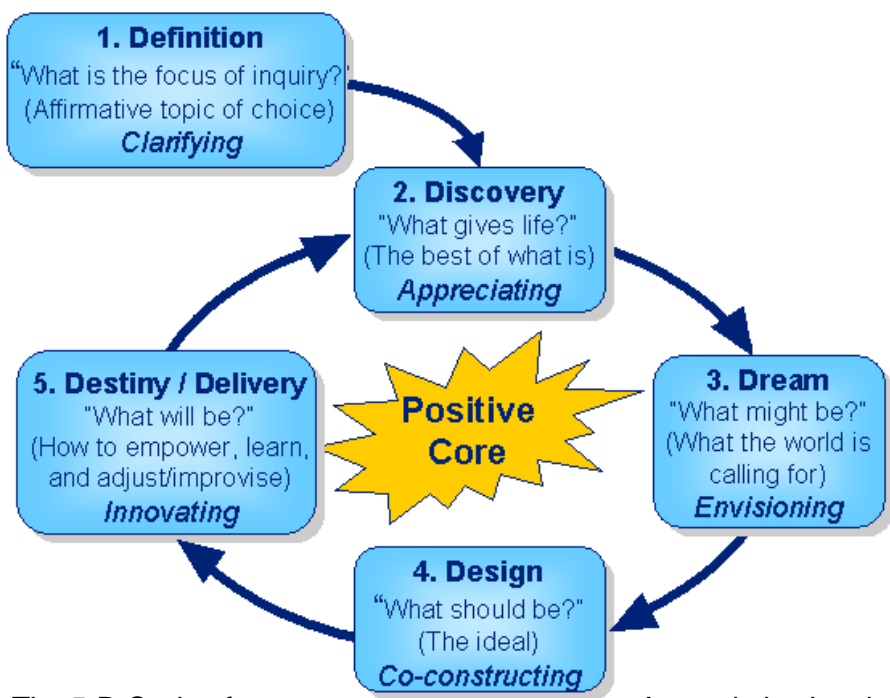 1. Definition
“What is the focus of inquiry?"
(Affirmative topic of choice)
Clarifying
2. Discovery
"What gives life?"
(The best of what is)
Appreciating
3. Dream
"What might be?"
(What the world is
calling for)
Envisioning
4. Design
“What should be?"
(The ideal)
Co-constructing
5. Destiny / Delivery
"What will be?"
(How to empower, learn,
and adjust/improvise)
Innovating
Positive
Core